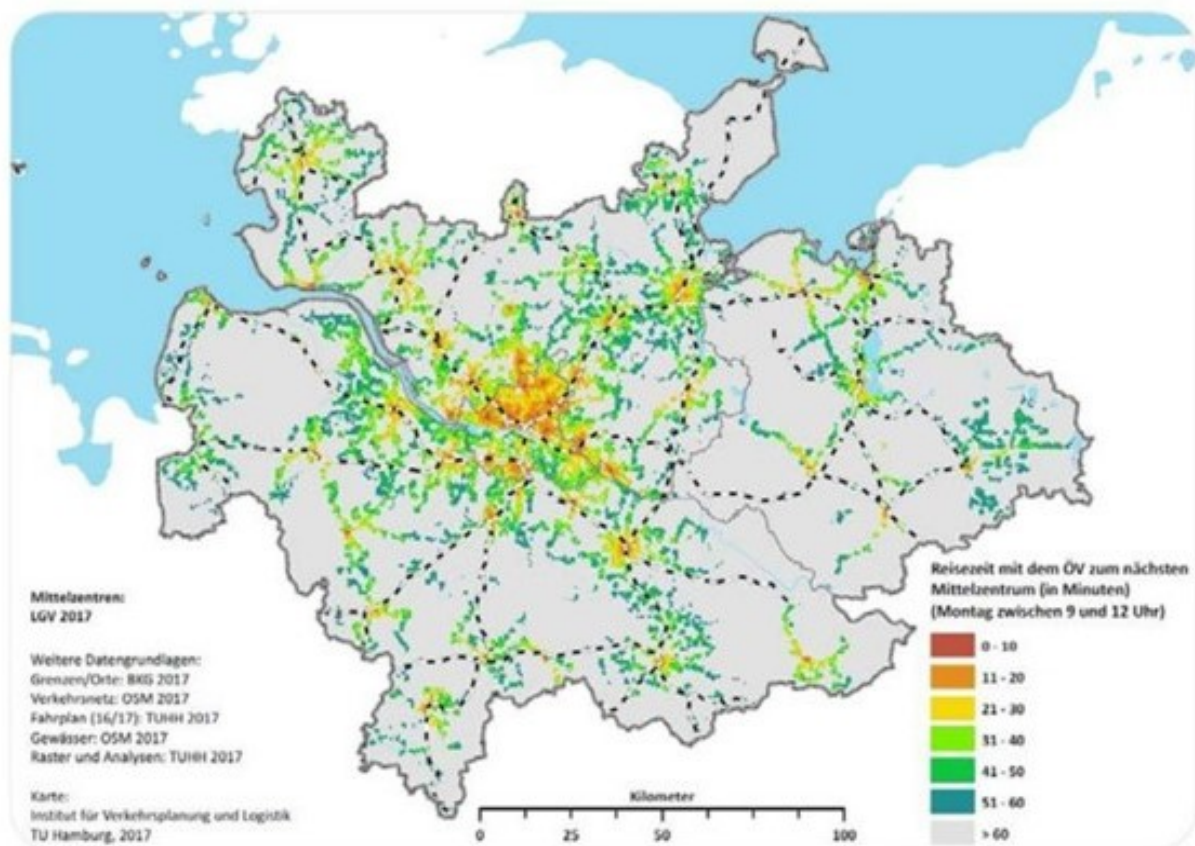 Mittelzentren:
LGV 2017
Weitere Datengrundlagen:
Grenzen/Orte: BKG 2017
Verkehrsnetz: OSM 2017
Fahrplan (16/17): TUHH 2017
Gewässer: OSM 2017
Raster und Analysen: TUHH 2017
Karte:
Institut für Verkehrsplanung und Logistik
TU Hamburg, 2017
Kilometer
0 25 50 100
Reisezeit mit dem ÖV zum nächsten
Mittelzentrum (in Minuten)
(Montag zwischen 9 und 12 Uhr)
0 - 10
11 - 20
21 - 30
31 - 40
41 - 50
51 - 60
> 60